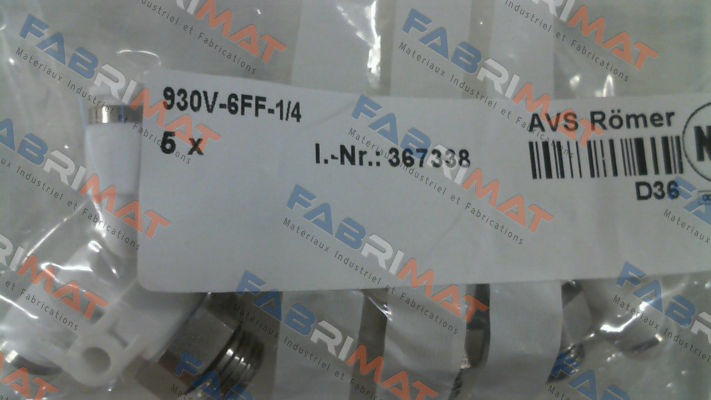 930V-6FF-1/4
5 x
I.-Nr.: 367338
AVS Römer
D36
FABRIMAT
Materiaux Industriel et Fabrications